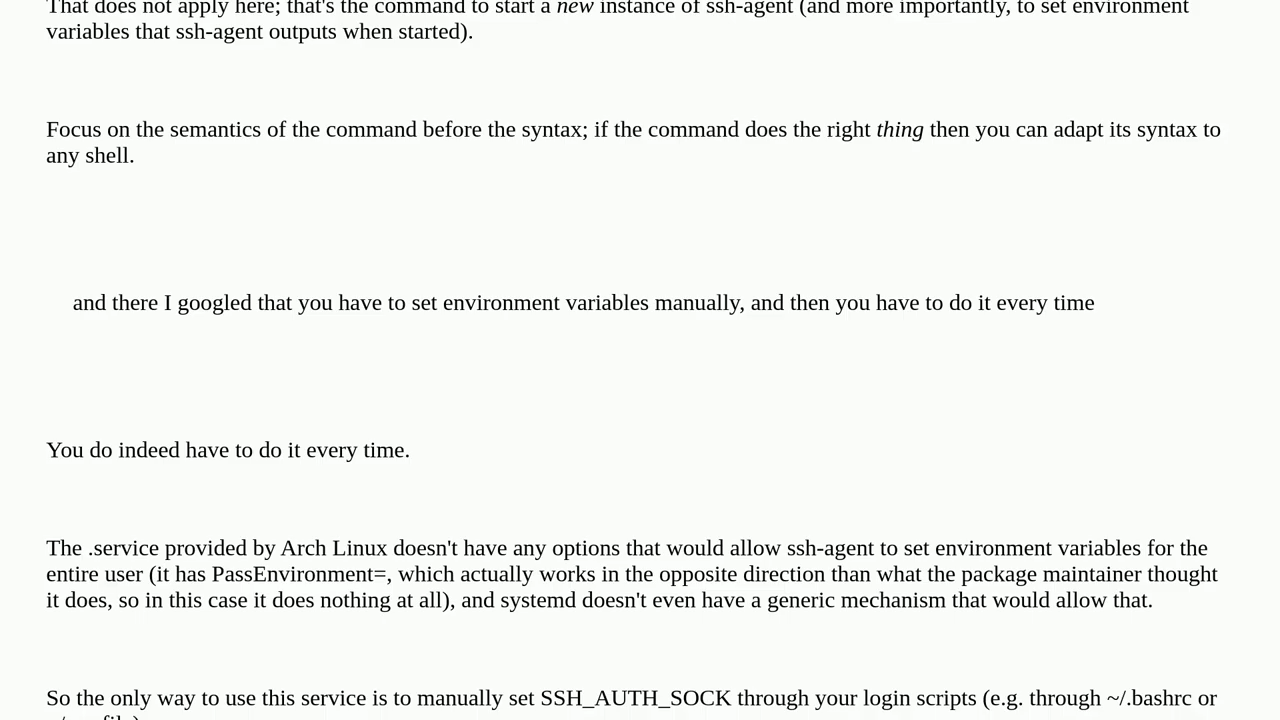 That does not apply here; that's the command to start a new instance of ssh-agent (and more importantly, to set environment
variables that ssh-agent outputs when started).
Focus on the semantics of the command before the syntax; if the command does the right thing then you can adapt its syntax to
any shell.
and there I googled that you have to set environment variables manually, and then you have to do it every time
You do indeed have to do it every time.
The .service provided by Arch Linux doesn't have any options that would allow ssh-agent to set environment variables for the
entire user (it has PassEnvironment=, which actually works in the opposite direction than what the package maintainer thought
it does, so in this case it does nothing at all), and systemd doesn't even have a generic mechanism that would allow that.
So the only way to use this service is to manually set SSH_AUTH_SOCK through your login scripts (e.g. through ~/.bashrc or